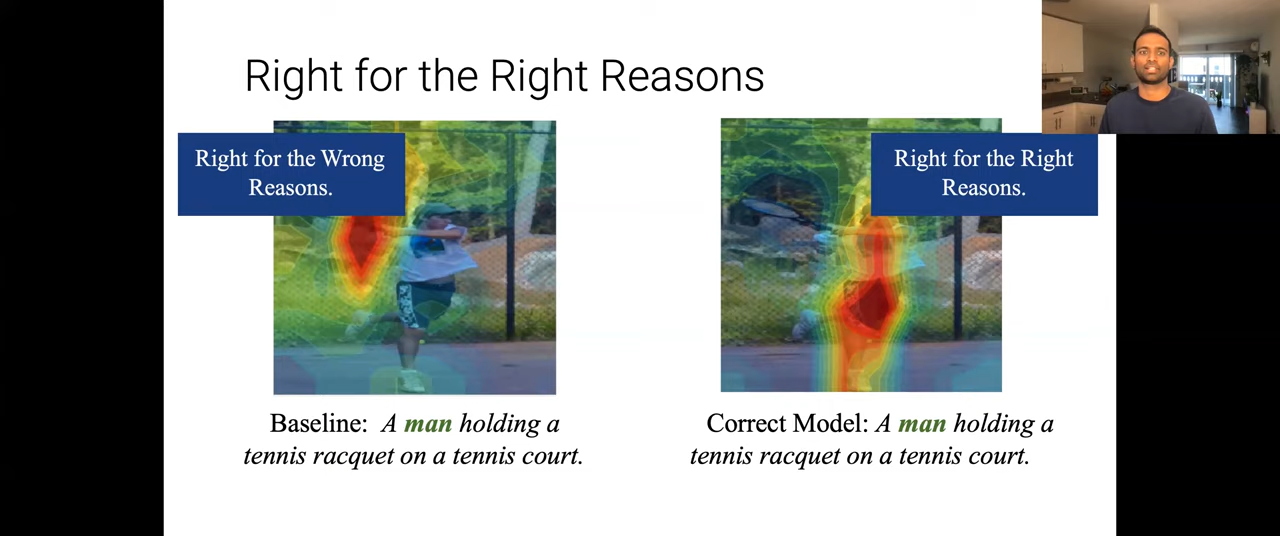 Right for the Right Reasons
Right for the Wrong
Reasons.
Right for the Right
Reasons.
Baseline: A man holding a
tennis racquet on a tennis court.
Correct Model: A man holding a
tennis racquet on a tennis court.